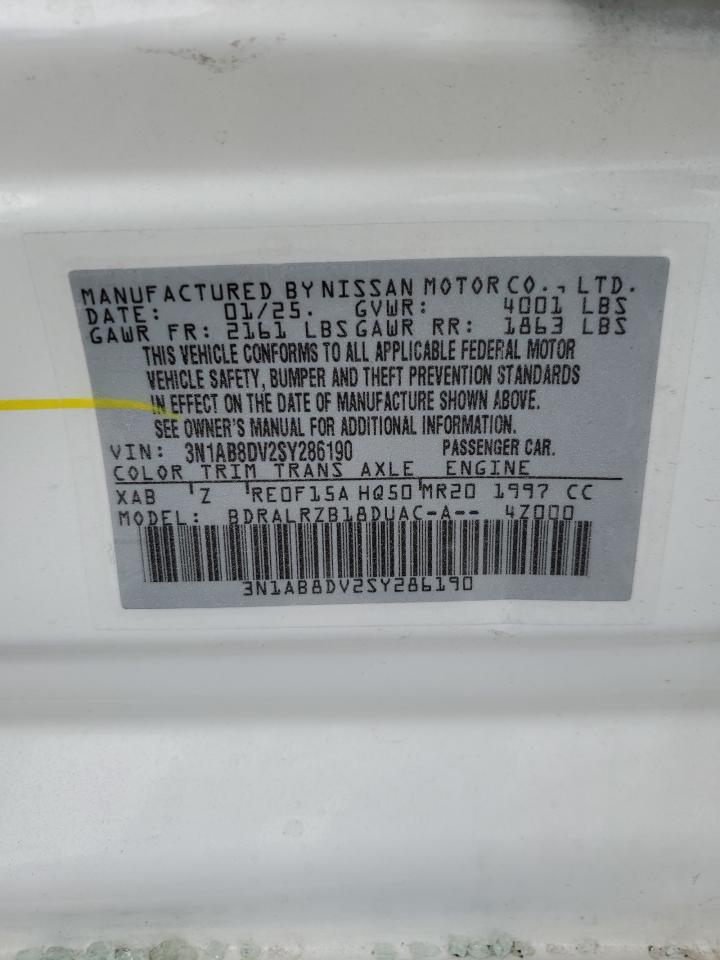 MANUFACTURED BY NISSAN MOTOR CO., LTD.
DATE: 01/25. GVWR: 4001 LBS
GAWR FR: 2161 LBS GAWR RR: 1863 LBS
THIS VEHICLE CONFORMS TO ALL APPLICABLE FEDERAL MOTOR
VEHICLE SAFETY, BUMPER AND THEFT PREVENTION STANDARDS
IN EFFECT ON THE DATE OF MANUFACTURE SHOWN ABOVE.
SEE OWNER'S MANUAL FOR ADDITIONAL INFORMATION.
VIN: 3N1AB8DV2SY286190 PASSENGER CAR.
COLOR TRIM TRANS AXLE ENGINE
XAB Z RE0F15A HQ50 MR20 1997 CC
MODEL: BDRALRZB18DUAC-A-- 4Z000
3N1AB8DV2SY286190